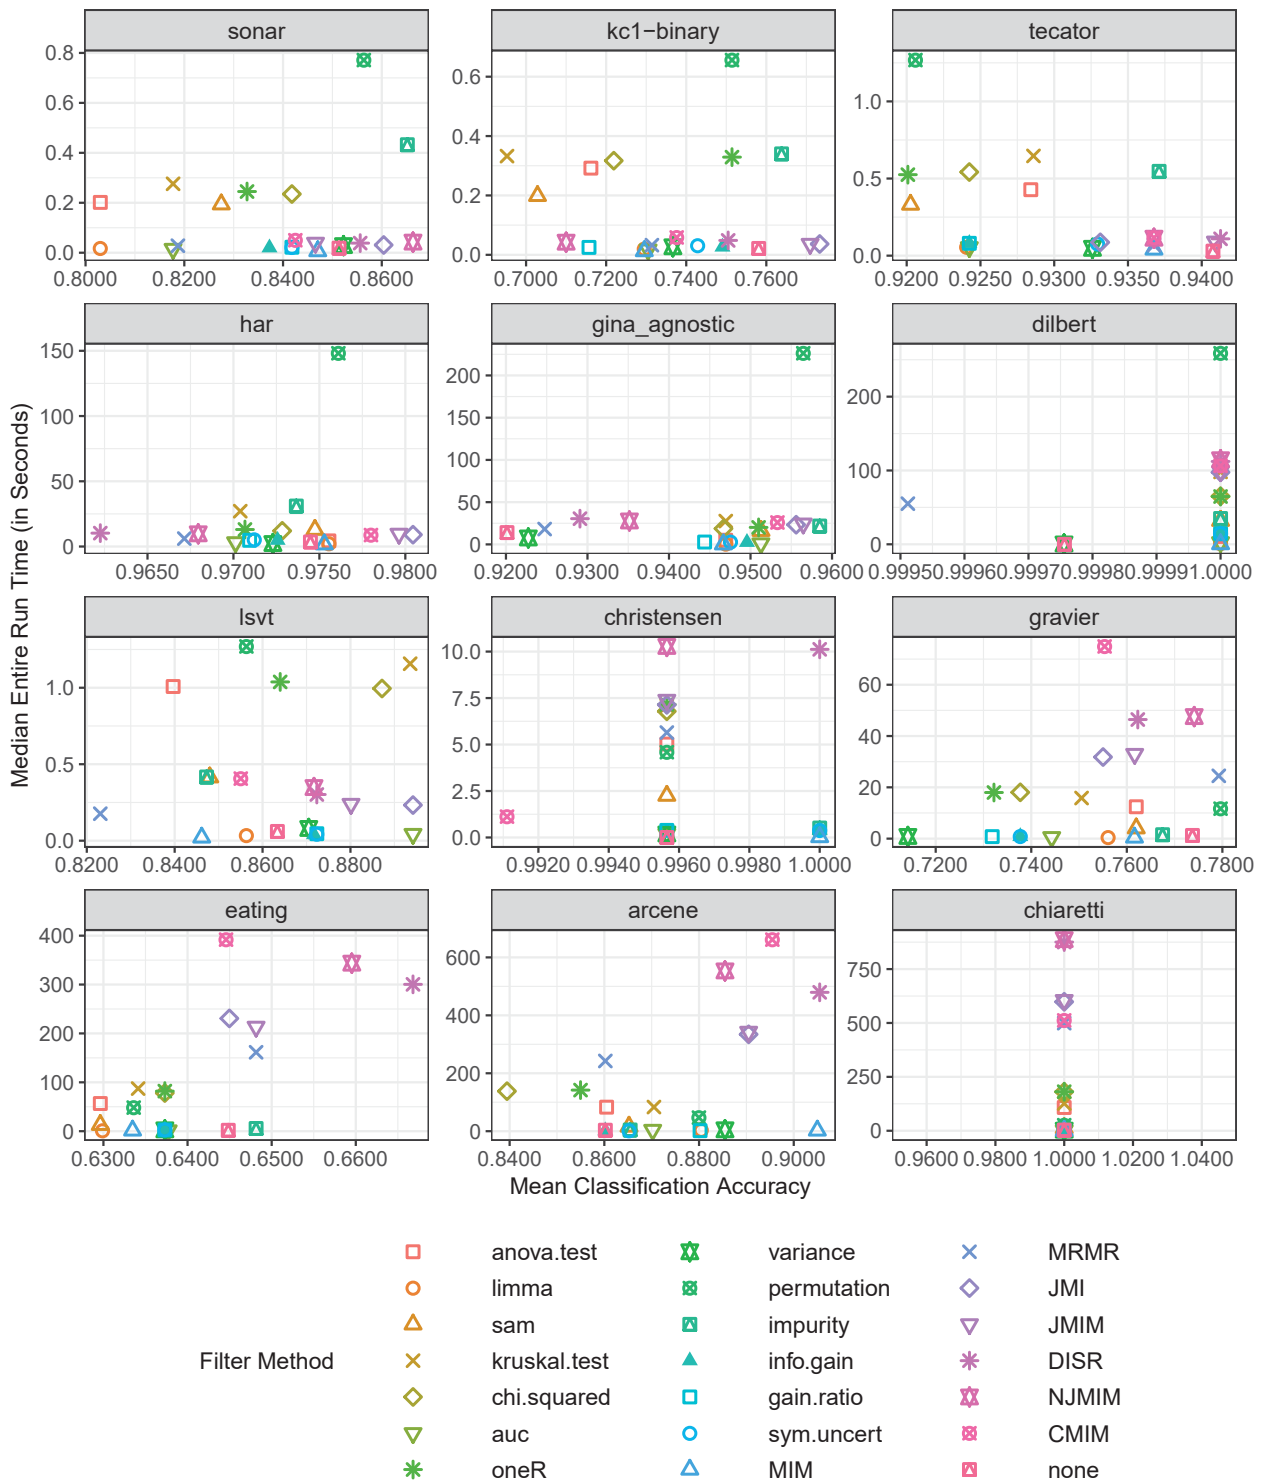 sonar kc1−binary tecator
0.8 0.6 0.4 0.2 0.0
0.8000 0.8200 0.8400 0.8600
0.6 0.4 0.2 0.0
0.7000 0.7200 0.7400 0.7600
1.0 0.5 0.0
0.9200 0.9250 0.9300 0.9350 0.9400
har gina_agnostic dilbert
150 100 50 0
0.9650 0.9700 0.9750 0.9800
200 150 100 50 0
0.9200 0.9300 0.9400 0.9500 0.9600
200 100 0
0.9995 0.9996 0.9997 0.9998 0.9999 1.0000
lsvt christensen gravier
1.0 0.5 0.0
0.8200 0.8400 0.8600 0.8800
10.0 7.5 5.0 2.5 0.0
0.9920 0.9940 0.9960 0.9980 1.0000
60 40 20 0
0.7200 0.7400 0.7600 0.7800
eating arcene chiaretti
400 300 200 100 0
0.6300 0.6400 0.6500 0.6600
600 400 200 0
0.8400 0.8600 0.8800 0.9000
750 500 250 0
0.9600 0.9800 1.0000 1.0200 1.0400
Median Entire Run Time (in Seconds)
Mean Classification Accuracy
Filter Method
anova.test
limma
sam
kruskal.test
chi.squared
auc
oneR
variance
permutation
impurity
info.gain
gain.ratio
sym.uncert
MIM
MRMR
JMI
JMIM
DISR
NJMIM
CMIM
none